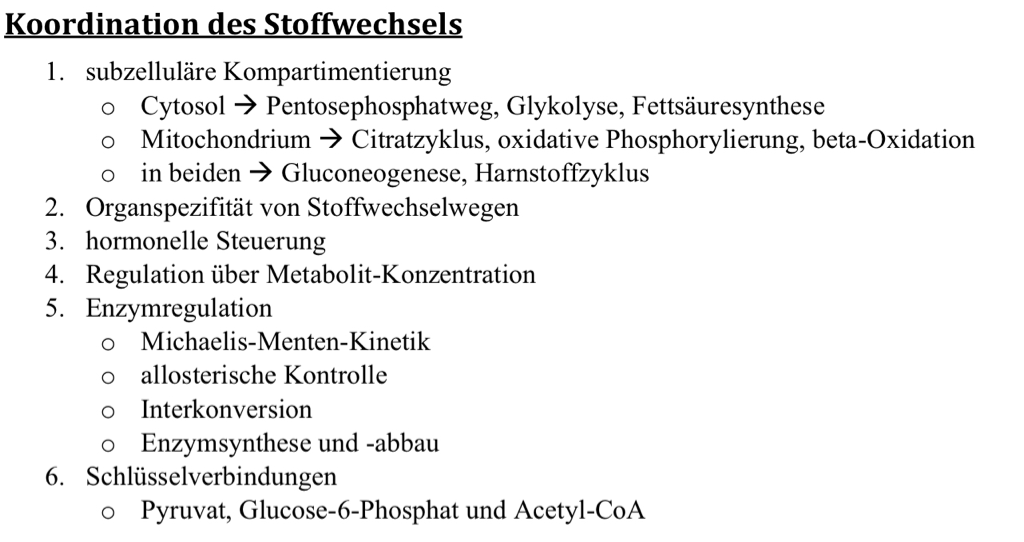 Koordination des Stoffwechsels
1. subzelluläre Kompartimentierung
o Cytosol → Pentosephosphatweg, Glykolyse, Fettsäuresynthese
o Mitochondrium → Citratzyklus, oxidative Phosphorylierung, beta-Oxidation
o in beiden → Gluconeogenese, Harnstoffzyklus
2. Organspezifität von Stoffwechselwegen
3. hormonelle Steuerung
4. Regulation über Metabolit-Konzentration
5. Enzymregulation
o Michaelis-Menten-Kinetik
o allosterische Kontrolle
o Interkonversion
o Enzymsynthese und -abbau
6. Schlüsselverbindungen
o Pyruvat, Glucose-6-Phosphat und Acetyl-CoA